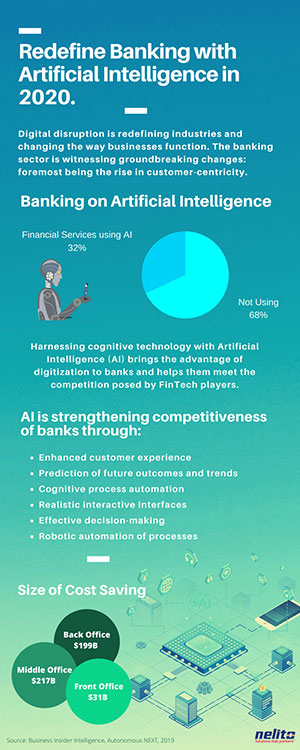 Redefine Banking with
Artificial Intelligence in
2020.
Digital disruption is redefining industries and
changing the way businesses function. The banking
sector is witnessing groundbreaking changes:
foremost being the rise in customer-centricity.
Banking on Artificial Intelligence
Financial Services using AI
32%
Not Using
68%
Harnessing cognitive technology with Artificial
Intelligence (AI) brings the advantage of
digitization to banks and helps them meet the
competition posed by FinTech players.
AI is strengthening competitiveness
of banks through:
• Enhanced customer experience
• Prediction of future outcomes and trends
• Cognitive process automation
• Realistic interactive interfaces
• Effective decision-making
• Robotic automation of processes
Size of Cost Saving
AI
Back Office
$199B
Middle Office
$217B
Front Office
$31B
Source: Business Insider Intelligence, Autonomous NEXT, 2019
nelito
Solutions that perform